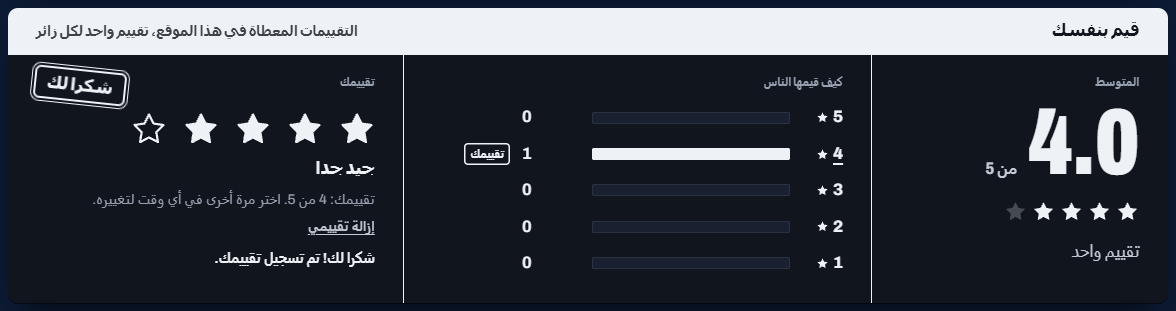 قيم بنفسك
التقييمات المعطاة في هذا الموقع، تقييم واحد لكل زائر
المتوسط
4.0 من 5
تقييم واحد
كيف قيمها الناس
5 ★ 0
4 ★ 1 تقييمك
3 ★ 0
2 ★ 0
1 ★ 0
تقييمك
شكرا لك
جيد جدا
تقييمك: 4 من 5. اختر مرة أخرى في أي وقت لتغييره.
إزالة تقييمي
شكرا لك! تم تسجيل تقييمك.